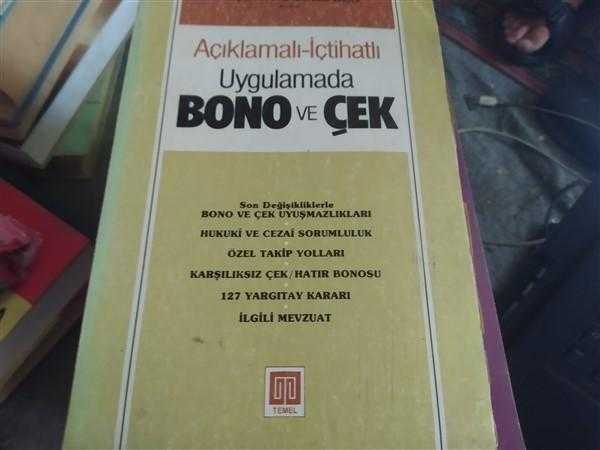 Açıklamalı-İçtihatlı
Uygulamada
BONO VE ÇEK
Son Değişikliklerle
BONO VE ÇEK UYUŞMAZLIKLARI
HUKUKİ VE CEZAİ SORUMLULUK
ÖZEL TAKİP YOLLARI
KARŞILIKSIZ ÇEK/HATIR BONOSU
127 YARGITAY KARARI
İLGİLİ MEVZUAT
TEMEL